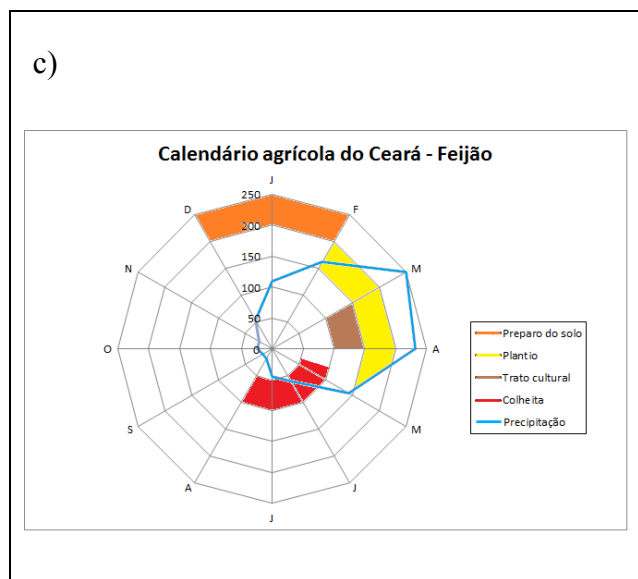 c)
Calendário agrícola do Ceará - Feijão
J
F
M
A
M
J
J
A
S
O
N
D
250
200
150
100
50
0
Preparo do solo
Plantio
Trato cultural
Colheita
Precipitação